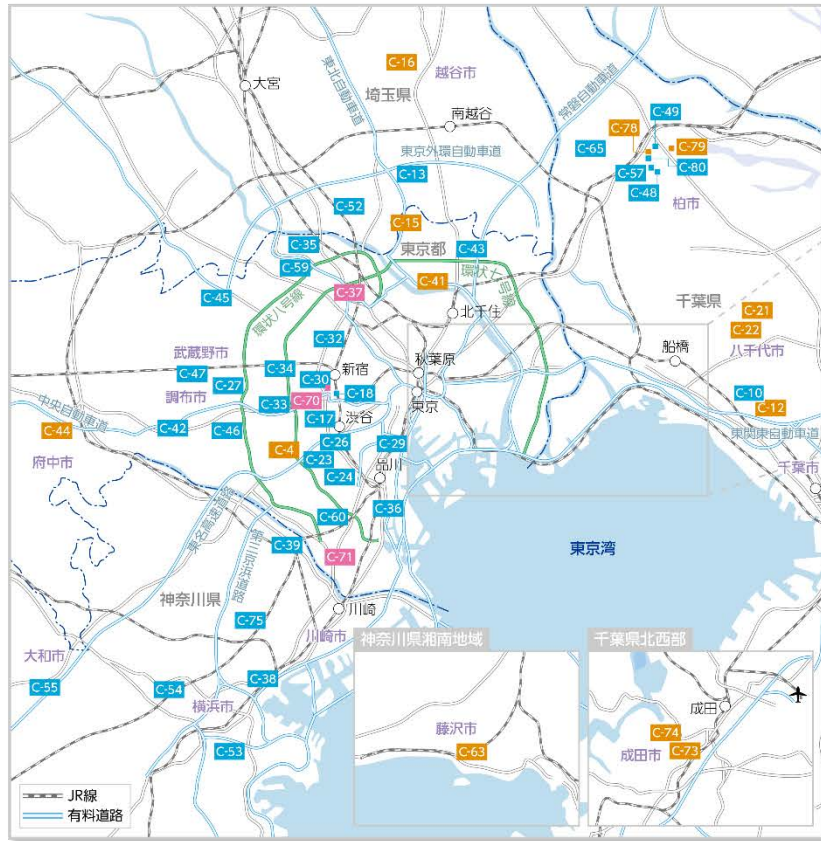 C-16
越谷市
大宮
東北自動車道
埼玉県
常磐自動車道
C-49
南越谷
C-78
C-65
C-79
東京外環自動車道
C-13
C-57
C-80
C-48
柏市
C-52
C-15
C-35
東京都
C-43
C-59
環状七号線
C-41
C-37
C-45
環状八号線
北千住
千葉県
C-21
C-22
C-32
武蔵野市
八千代市
船橋
秋葉原
C-34
新宿
C-47
C-30
C-27
C-18
C-10
調布市
C-33
C-70
東京
C-12
中央自動車道
C-17
渋谷
C-44
C-42
C-46
東関東自動車道
C-26
C-29
C-4
C-23
府中市
品川
千葉市
C-24
東名高速道路
C-36
C-60
第三京浜道路
C-39
東京湾
C-71
神奈川県
川崎
C-75
川崎市
神奈川県湘南地域
千葉県北西部
大和市
C-38
C-55
C-54
横浜市
成田
藤沢市
C-74
C-53
C-63
成田市
C-73
JR線
有料道路